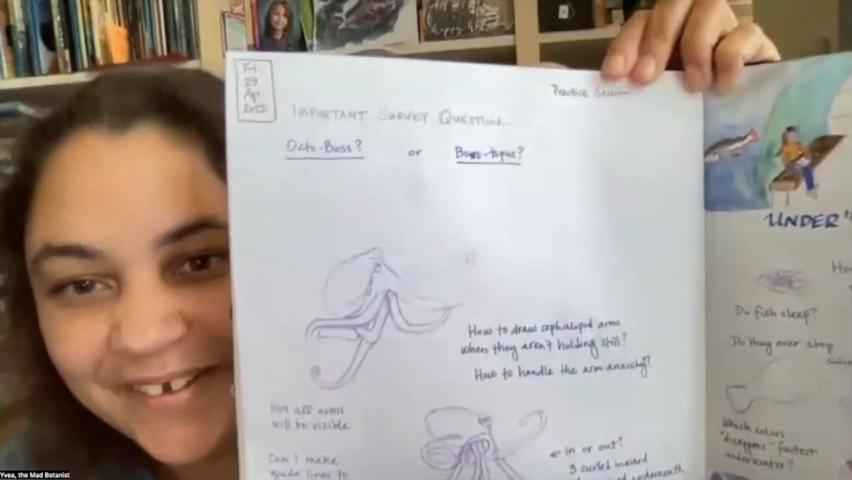 Fri
29
Apr
2022
IMPORTANT SURVEY QUESTION...
Practice
Octo-Boss? or Boss-topus?
How to draw cephalopod arms
when they aren't holding still?
How to handle the arm anarchy?
Not all arms
will be visible
Can I make
lines to
← In or out?
3 curled inward
underneath
UNDER
Do fish sleep?
Do they ever stop
Which colors
"disappear" fastest
underwater?
Yvea, the Mad Botanist